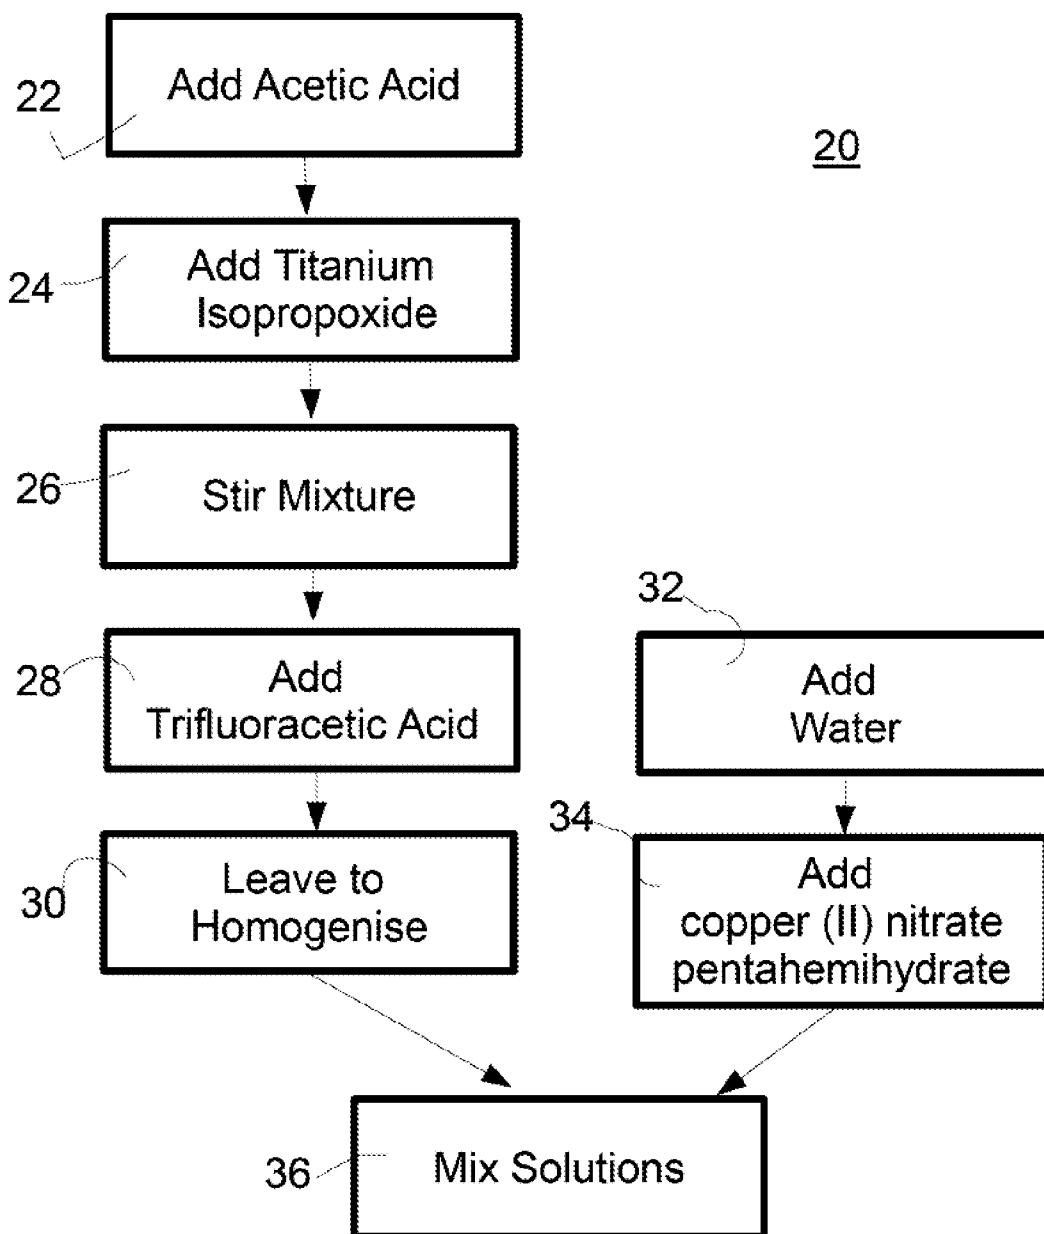 22
Add Acetic Acid
20
24
Add Titanium
Isopropoxide
26
Stir Mixture
28
Add
Trifluoracetic Acid
32
Add
Water
30
Leave to
Homogenise
34
Add
copper (II) nitrate
pentahemihydrate
36
Mix Solutions